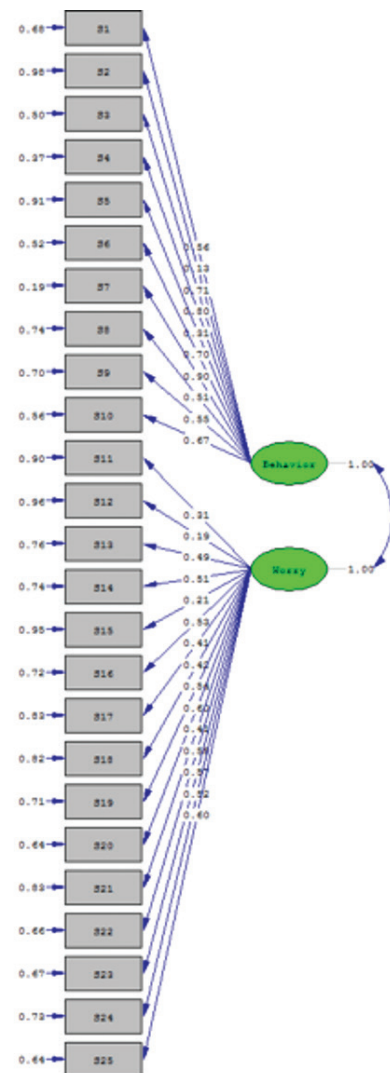 0.68 S1
0.98 S2
0.50 S3
0.37 S4
0.91 S5
0.52 S6
0.19 S7
0.74 S8
0.70 S9
0.56 S10
0.90 S11
0.96 S12
0.76 S13
0.74 S14
S15
0.72 S16
0.83 S17
0.82 S18
0.71 S19
0.64 S20
0.83 S21
0.66 S22
0.67 S23
0.73 S24
0.64 S25
0.56
0.13
0.71
0.80
0.31
0.70
0.90
0.51
0.55
0.67
Behavior 1.00
0.31
0.19
0.49
0.51
0.21
0.53
0.41
0.42
0.54
0.60
0.58
0.57
0.52
0.60
Worry 1.00